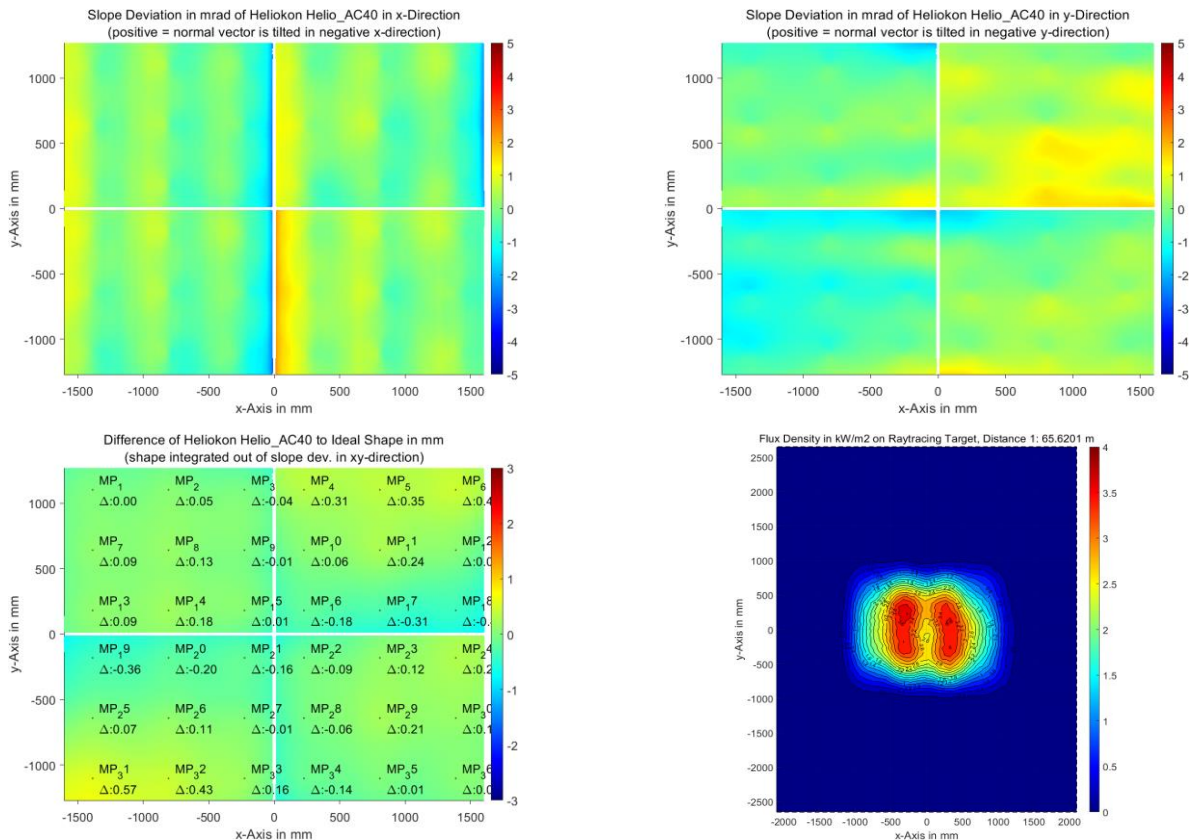 Slope Deviation in mrad of Heliokon Helio_AC40 in x-Direction
(positive = normal vector is tilted in negative x-direction)
y-Axis in mm
1000
500
0
-500
-1000
-1500 -1000 -500 0 500 1000 1500
x-Axis in mm
5
4
3
2
1
0
-1
-2
-3
-4
-5
Slope Deviation in mrad of Heliokon Helio_AC40 in y-Direction
(positive = normal vector is tilted in negative y-direction)
y-Axis in mm
1000
500
0
-500
-1000
-1500 -1000 -500 0 500 1000 1500
x-Axis in mm
5
4
3
2
1
0
-1
-2
-3
-4
-5
Difference of Heliokon Helio_AC40 to Ideal Shape in mm
(shape integrated out of slope dev. in xy-direction)
y-Axis in mm
1000
500
0
-500
-1000
MP1 MP2 MP3 MP4 MP5 MP6
Δ:0.00 Δ:0.05 Δ:-0.04 Δ:0.31 Δ:0.35 Δ:0.4
MP7 MP8 MP9 MP10 MP11 MP12
Δ:0.09 Δ:0.13 Δ:-0.01 Δ:0.06 Δ:0.24 Δ:0.0
MP13 MP14 MP15 MP16 MP17 MP18
Δ:0.09 Δ:0.18 Δ:0.01 Δ:-0.18 Δ:-0.31 Δ:-0.
MP19 MP20 MP21 MP22 MP23 MP24
Δ:-0.36 Δ:-0.20 Δ:-0.16 Δ:-0.09 Δ:0.12 Δ:0.2
MP25 MP26 MP27 MP28 MP29 MP30
Δ:0.07 Δ:0.11 Δ:-0.01 Δ:-0.06 Δ:0.21 Δ:0.1
MP31 MP32 MP33 MP34 MP35 MP36
Δ:0.57 Δ:0.43 Δ:0.16 Δ:-0.14 Δ:0.01 Δ:0.0
-1500 -1000 -500 0 500 1000 1500
x-Axis in mm
3
2
1
0
-1
-2
-3
Flux Density in kW/m2 on Raytracing Target, Distance 1: 65.6201 m
y-Axis in mm
2500
2000
1500
1000
500
0
-500
-1000
-1500
-2000
-2500
-2000 -1500 -1000 -500 0 500 1000 1500 2000
x-Axis in mm
4
3.5
3
2.5
2
1.5
1
0.5
0